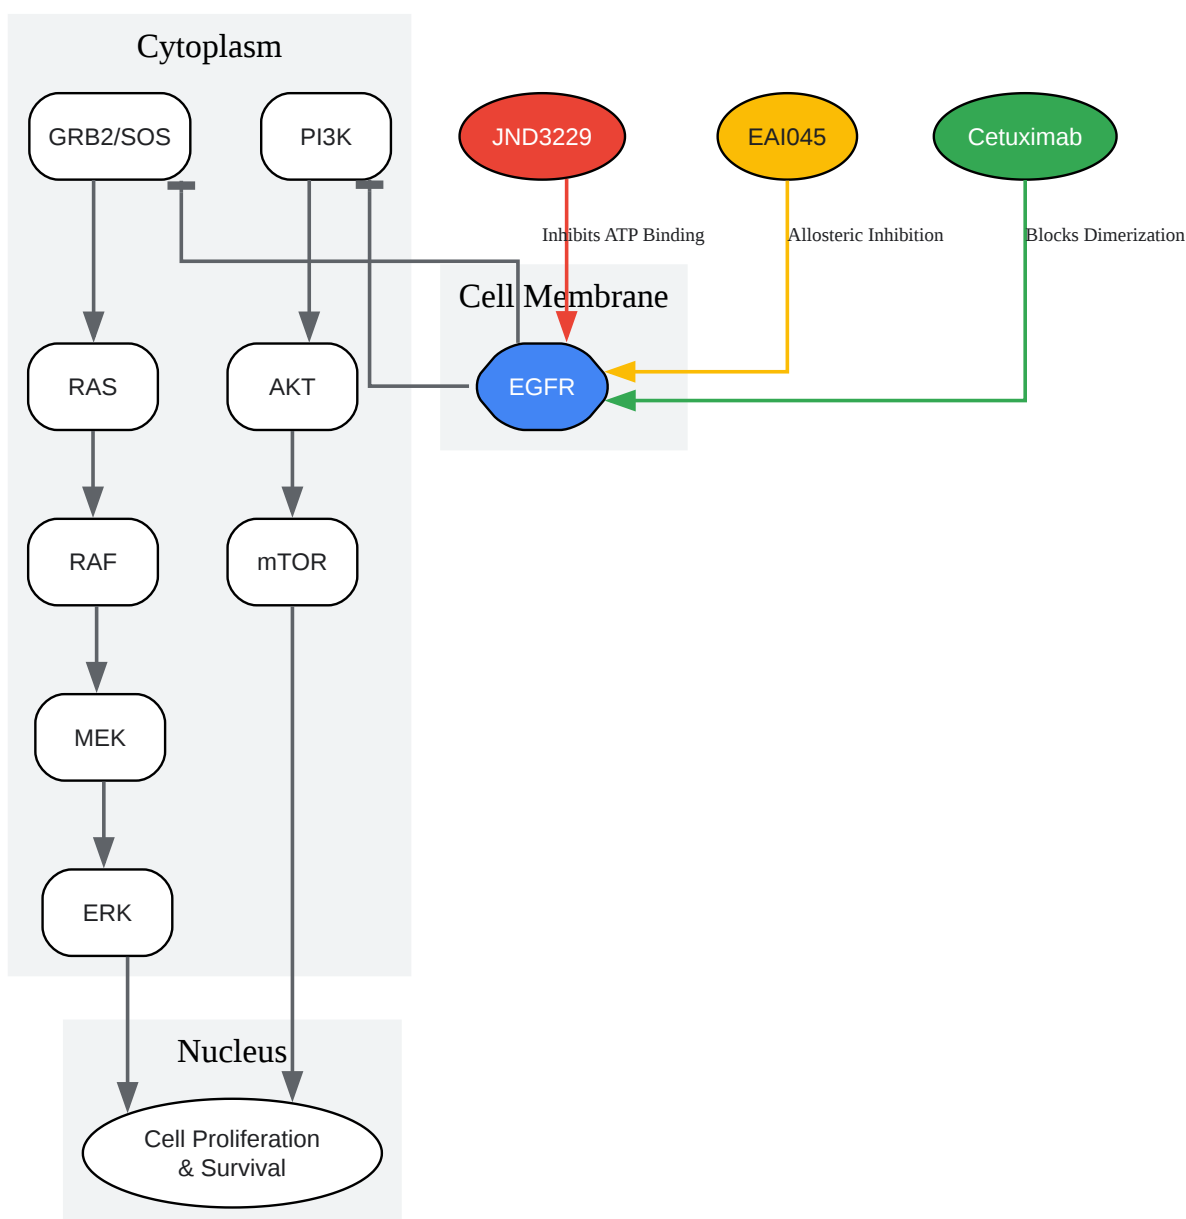 Cytoplasm
GRB2/SOS
PI3K
JND3229
EAI045
Cetuximab
Inhibits ATP Binding
Allosteric Inhibition
Blocks Dimerization
Cell Membrane
RAS
AKT
EGFR
RAF
mTOR
MEK
ERK
Nucleus
Cell Proliferation
& Survival